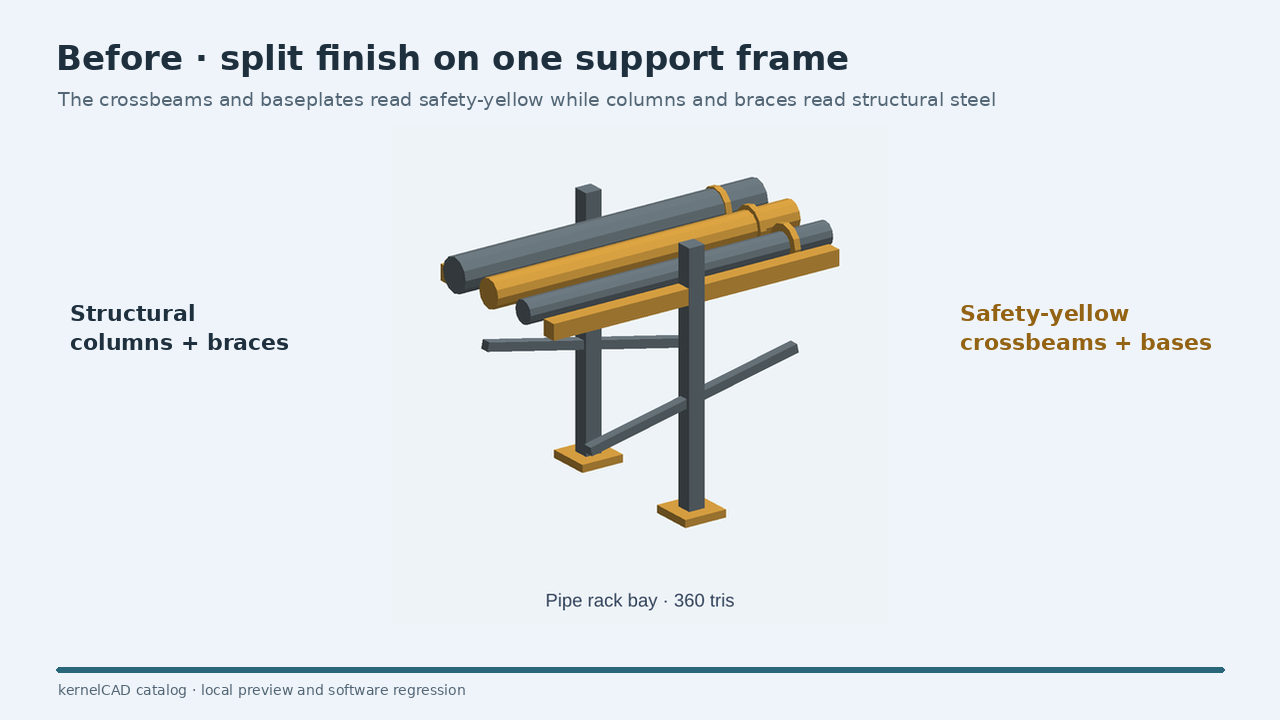 Before · split finish on one support frame
The crossbeams and baseplates read safety-yellow while columns and braces read structural steel
Structural
columns + braces
Safety-yellow
crossbeams + bases
Pipe rack bay · 360 tris
kernelCAD catalog · local preview and software regression